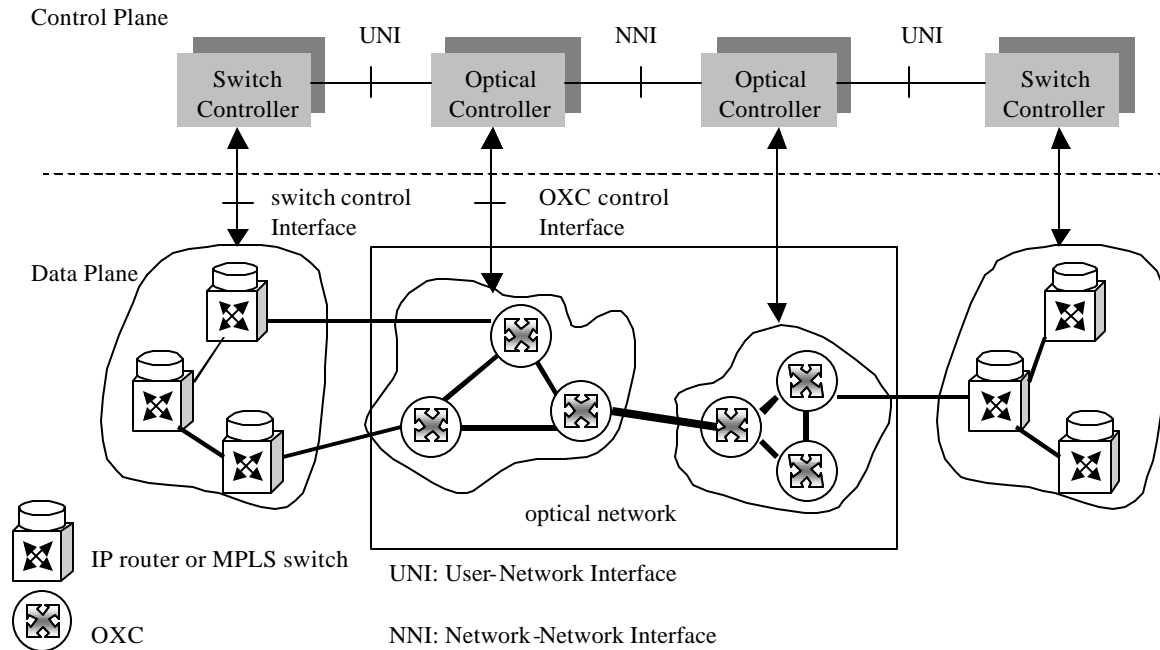 Control Plane
UNI
NNI
UNI
Switch
Controller
Optical
Controller
Optical
Controller
Switch
Controller
switch control
Interface
OXC control
Interface
Data Plane
optical network
IP router or MPLS switch
UNI: User-Network Interface
OXC
NNI: Network-Network Interface